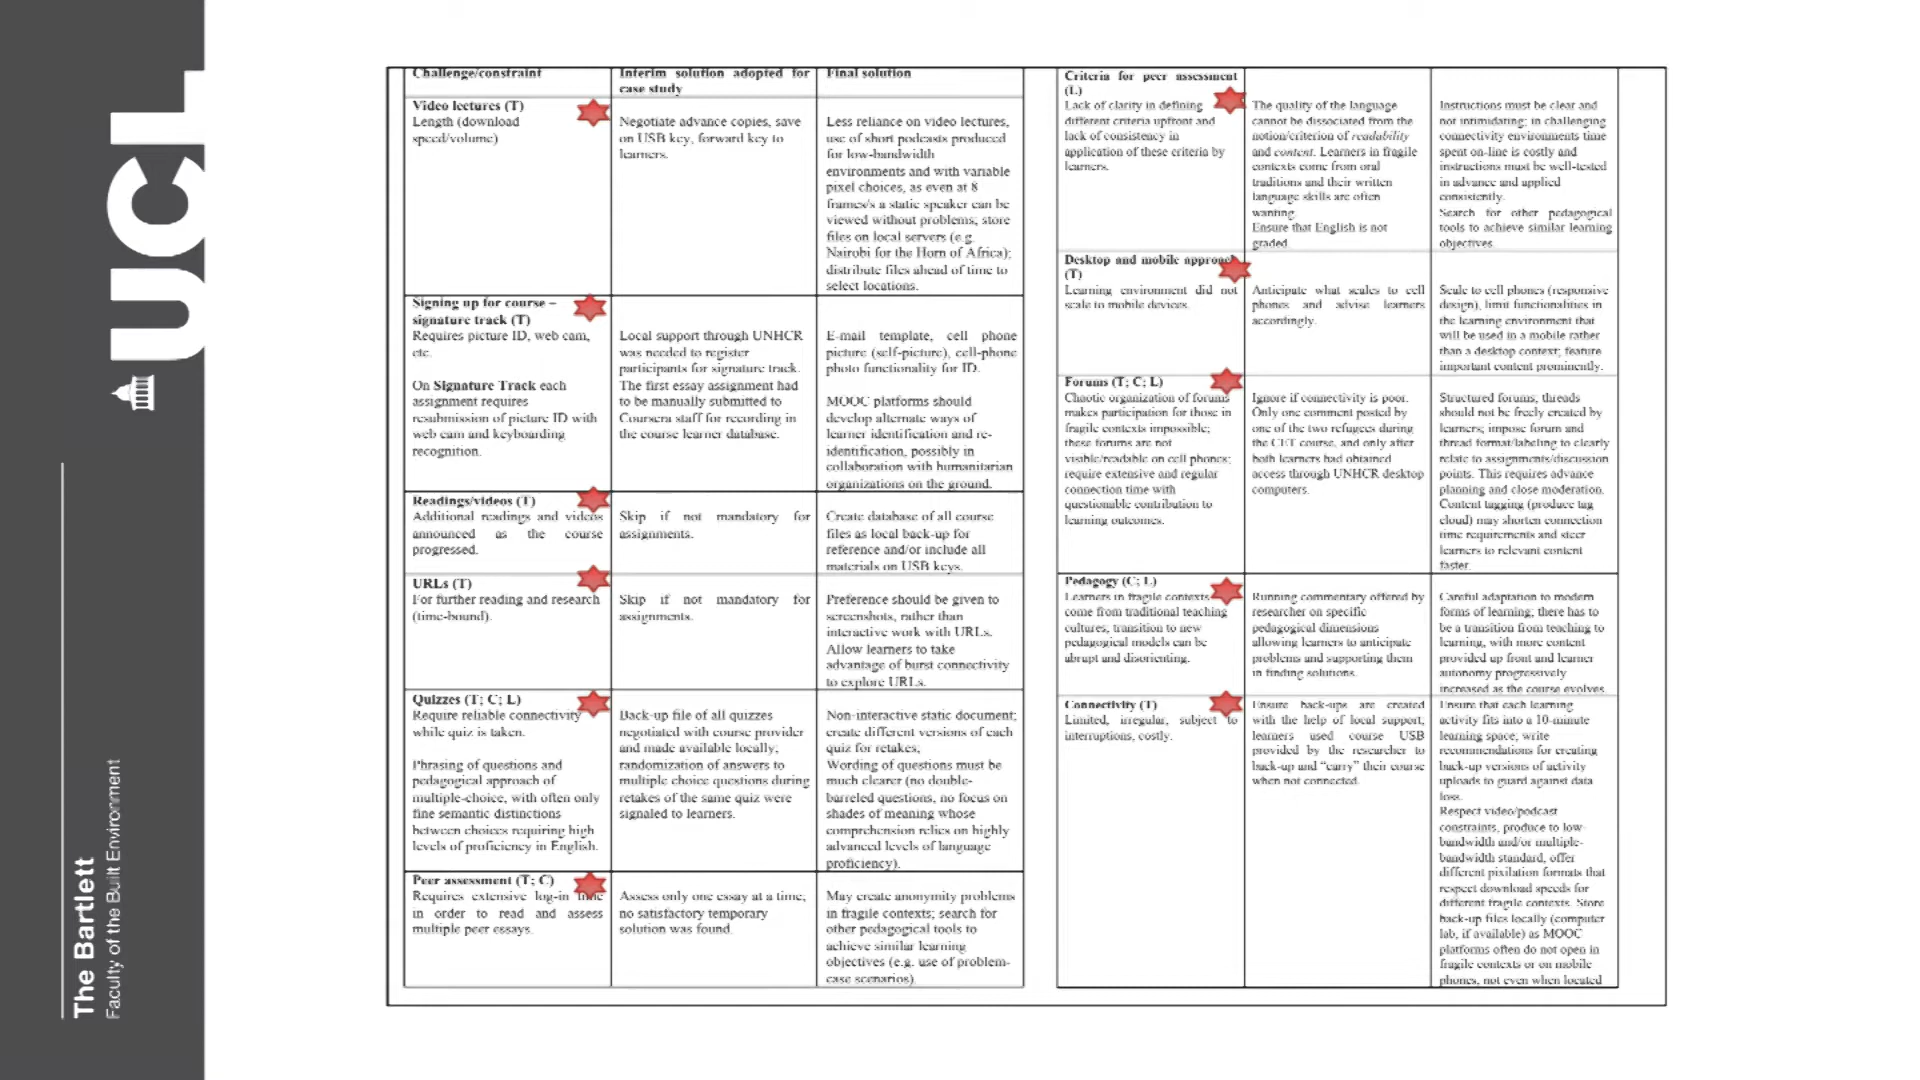 UCL
The Bartlett
Faculty of the Built Environment
Challenge/constraint
Interim solution adopted for
case study
Final solution
Video lectures (T)
Length (download
speed/volume)
Negotiate advance copies, save
on USB key, forward key to
learners.
Less reliance on video lectures,
use of short podcasts produced
for low-bandwidth
environments and with variable
pixel choices, as even at 8
frames/s a static speaker can be
viewed without problems; store
files on local servers (e.g.
Nairobi for the Horn of Africa);
distribute files ahead of time to
select locations.
Signing up for course –
signature track (T)
Requires picture ID, web cam,
etc.
On Signature Track each
assignment requires
resubmission of picture ID with
web cam and keyboarding
recognition.
Local support through UNHCR
was needed to register
participants for signature track.
The first essay assignment had
to be manually submitted to
Coursera staff for recording in
the course learner database.
E-mail template, cell phone
picture (self-picture), cell-phone
photo functionality for ID.
MOOC platforms should
develop alternate ways of
learner identification and re-
identification, possibly in
collaboration with humanitarian
organizations on the ground.
Readings/videos (T)
Additional readings and videos
announced as the course
progressed.
Skip if not mandatory for
assignments.
Create database of all course
files as local back-up for
reference and/or include all
materials on USB keys.
URLs (T)
For further reading and research
(time-bound).
Skip if not mandatory for
assignments.
Preference should be given to
screenshots, rather than
interactive work with URLs.
Allow learners to take
advantage of burst connectivity
to explore URLs.
Quizzes (T; C; L)
Require reliable connectivity
while quiz is taken.
Phrasing of questions and
pedagogical approach of
multiple-choice, with often only
fine semantic distinctions
between choices requiring high
levels of proficiency in English.
Back-up file of all quizzes
negotiated with course provider
and made available locally;
randomization of answers to
multiple choice questions during
retakes of the same quiz were
signaled to learners.
Non-interactive static document;
create different versions of each
quiz for retakes;
Wording of questions must be
much clearer (no double-
barreled questions, no focus on
shades of meaning whose
comprehension relies on highly
advanced levels of language
proficiency).
Peer assessment (T; C)
Requires extensive log-in time
in order to read and assess
multiple peer essays.
Assess only one essay at a time;
no satisfactory temporary
solution was found.
May create anonymity problems
in fragile contexts; search for
other pedagogical tools to
achieve similar learning
objectives (e.g. use of problem-
case scenarios).
Criteria for peer assessment
(L)
Lack of clarity in defining
different criteria upfront and
lack of consistency in
application of these criteria by
learners.
The quality of the language
cannot be dissociated from the
notion/criterion of readability
and content. Learners in fragile
contexts come from oral
traditions and their written
language skills are often
wanting.
Ensure that English is not
graded.
Instructions must be clear and
not intimidating; in challenging
connectivity environments time
spent on-line is costly and
instructions must be well-tested
in advance and applied
consistently.
Search for other pedagogical
tools to achieve similar learning
objectives.
Desktop and mobile approach
(T)
Learning environment did not
scale to mobile devices.
Anticipate what scales to cell
phones and advise learners
accordingly.
Scale to cell phones (responsive
design), limit functionalities in
the learning environment that
will be used in a mobile rather
than a desktop context; feature
important content prominently.
Forums (T; C; L)
Chaotic organization of forums
makes participation for those in
fragile contexts impossible;
these forums are not
visible/readable on cell phones;
require extensive and regular
connection time with
questionable contribution to
learning outcomes.
Ignore if connectivity is poor.
Only one comment posted by
one of the two refugees during
the CET course, and only after
both learners had obtained
access through UNHCR desktop
computers.
Structured forums; threads
should not be freely created by
learners; impose forum and
thread format/labeling to clearly
relate to assignments/discussion
points. This requires advance
planning and close moderation.
Content tagging (produce tag
cloud) may shorten connection
time requirements and steer
learners to relevant content
faster.
Pedagogy (C; L)
Learners in fragile contexts
come from traditional teaching
cultures; transition to new
pedagogical models can be
abrupt and disorienting.
Running commentary offered by
researcher on specific
pedagogical dimensions
allowing learners to anticipate
problems and supporting them
in finding solutions.
Careful adaptation to modern
forms of learning; there has to
be a transition from teaching to
learning, with more content
provided up front and learner
autonomy progressively
increased as the course evolves.
Connectivity (T)
Limited, irregular, subject to
interruptions, costly.
Ensure back-ups are created
with the help of local support;
learners used course USB
provided by the researcher to
back-up and “carry” their course
when not connected.
Ensure that each learning
activity fits into a 10-minute
learning space; write
recommendations for creating
back-up versions of activity
uploads to guard against data
loss.
Respect video/podcast
constraints, produce to low-
bandwidth and/or multiple-
bandwidth standard, offer
different pixilation formats that
respect download speeds for
different fragile contexts. Store
back-up files locally (computer
lab, if available) as MOOC
platforms often do not open in
fragile contexts or on mobile
phones, not even when located